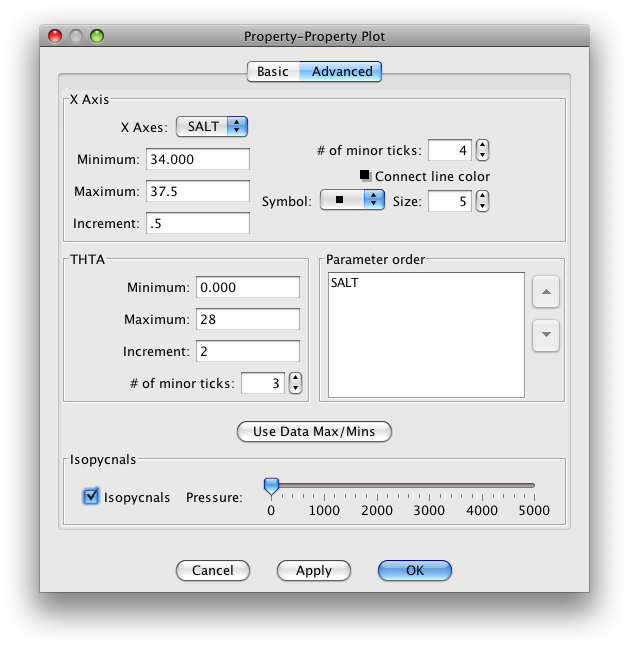 Property-Property Plot
Basic Advanced
X Axis
X Axes: SALT
Minimum: 34.000
Maximum: 37.5
Increment: .5
# of minor ticks: 4
Connect line color
Symbol: Size: 5
THTA
Minimum: 0.000
Maximum: 28
Increment: 2
# of minor ticks: 3
Parameter order
SALT
Use Data Max/Mins
Isopycnals
Isopycnals Pressure:
0 1000 2000 3000 4000 5000
Cancel Apply OK